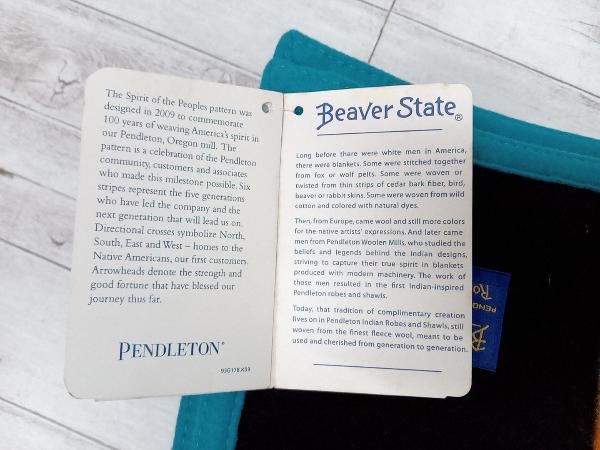 The Spirit of the Peoples pattern was
designed in 2009 to commemorate
100 years of weaving America's spirit in
our Pendleton, Oregon mill. The
pattern is a celebration of the Pendleton
community, customers and associates
who made this milestone possible. Six
stripes represent the five generations
who have led the company and the
next generation that will lead us on.
Directional crosses symbolize North,
South, East and West – homes to the
Native Americans, our first customers.
Arrowheads denote the strength and
good fortune that have blessed our
journey thus far.
PENDLETON®
Beaver State®
Long before there were white men in America,
there were blankets. Some were stitched together
from fox or wolf pelts. Some were woven or
twisted from thin strips of cedar bark fiber, bird,
beaver or rabbit skins. Some were woven from wild
cotton and colored with natural dyes.
Then, from Europe, came wool and still more colors
for the native artists' expressions. And later came
men from Pendleton Woolen Mills, who studied the
beliefs and legends behind the Indian designs,
striving to capture their true spirit in blankets
produced with modern machinery. The work of
those men resulted in the first Indian-inspired
Pendleton robes and shawls.
Today, that tradition of complimentary creation
lives on in Pendleton Indian Robes and Shawls, still
woven from the finest fleece wool, meant to be
used and cherished from generation to generation.
PEND
RO